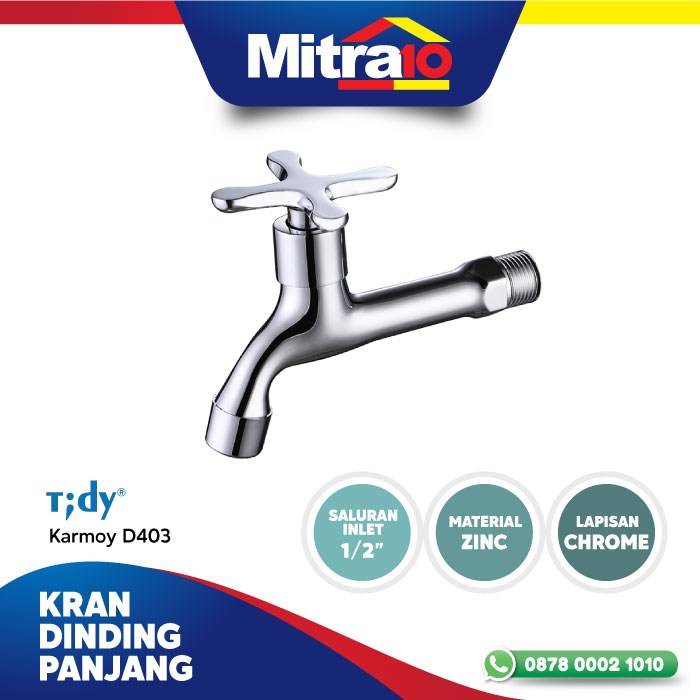 Mitra10
Tidy®
Karmoy D403
SALURAN
INLET
1/2"
MATERIAL
ZINC
LAPISAN
CHROME
KRAN
DINDING
PANJANG
0878 0002 1010